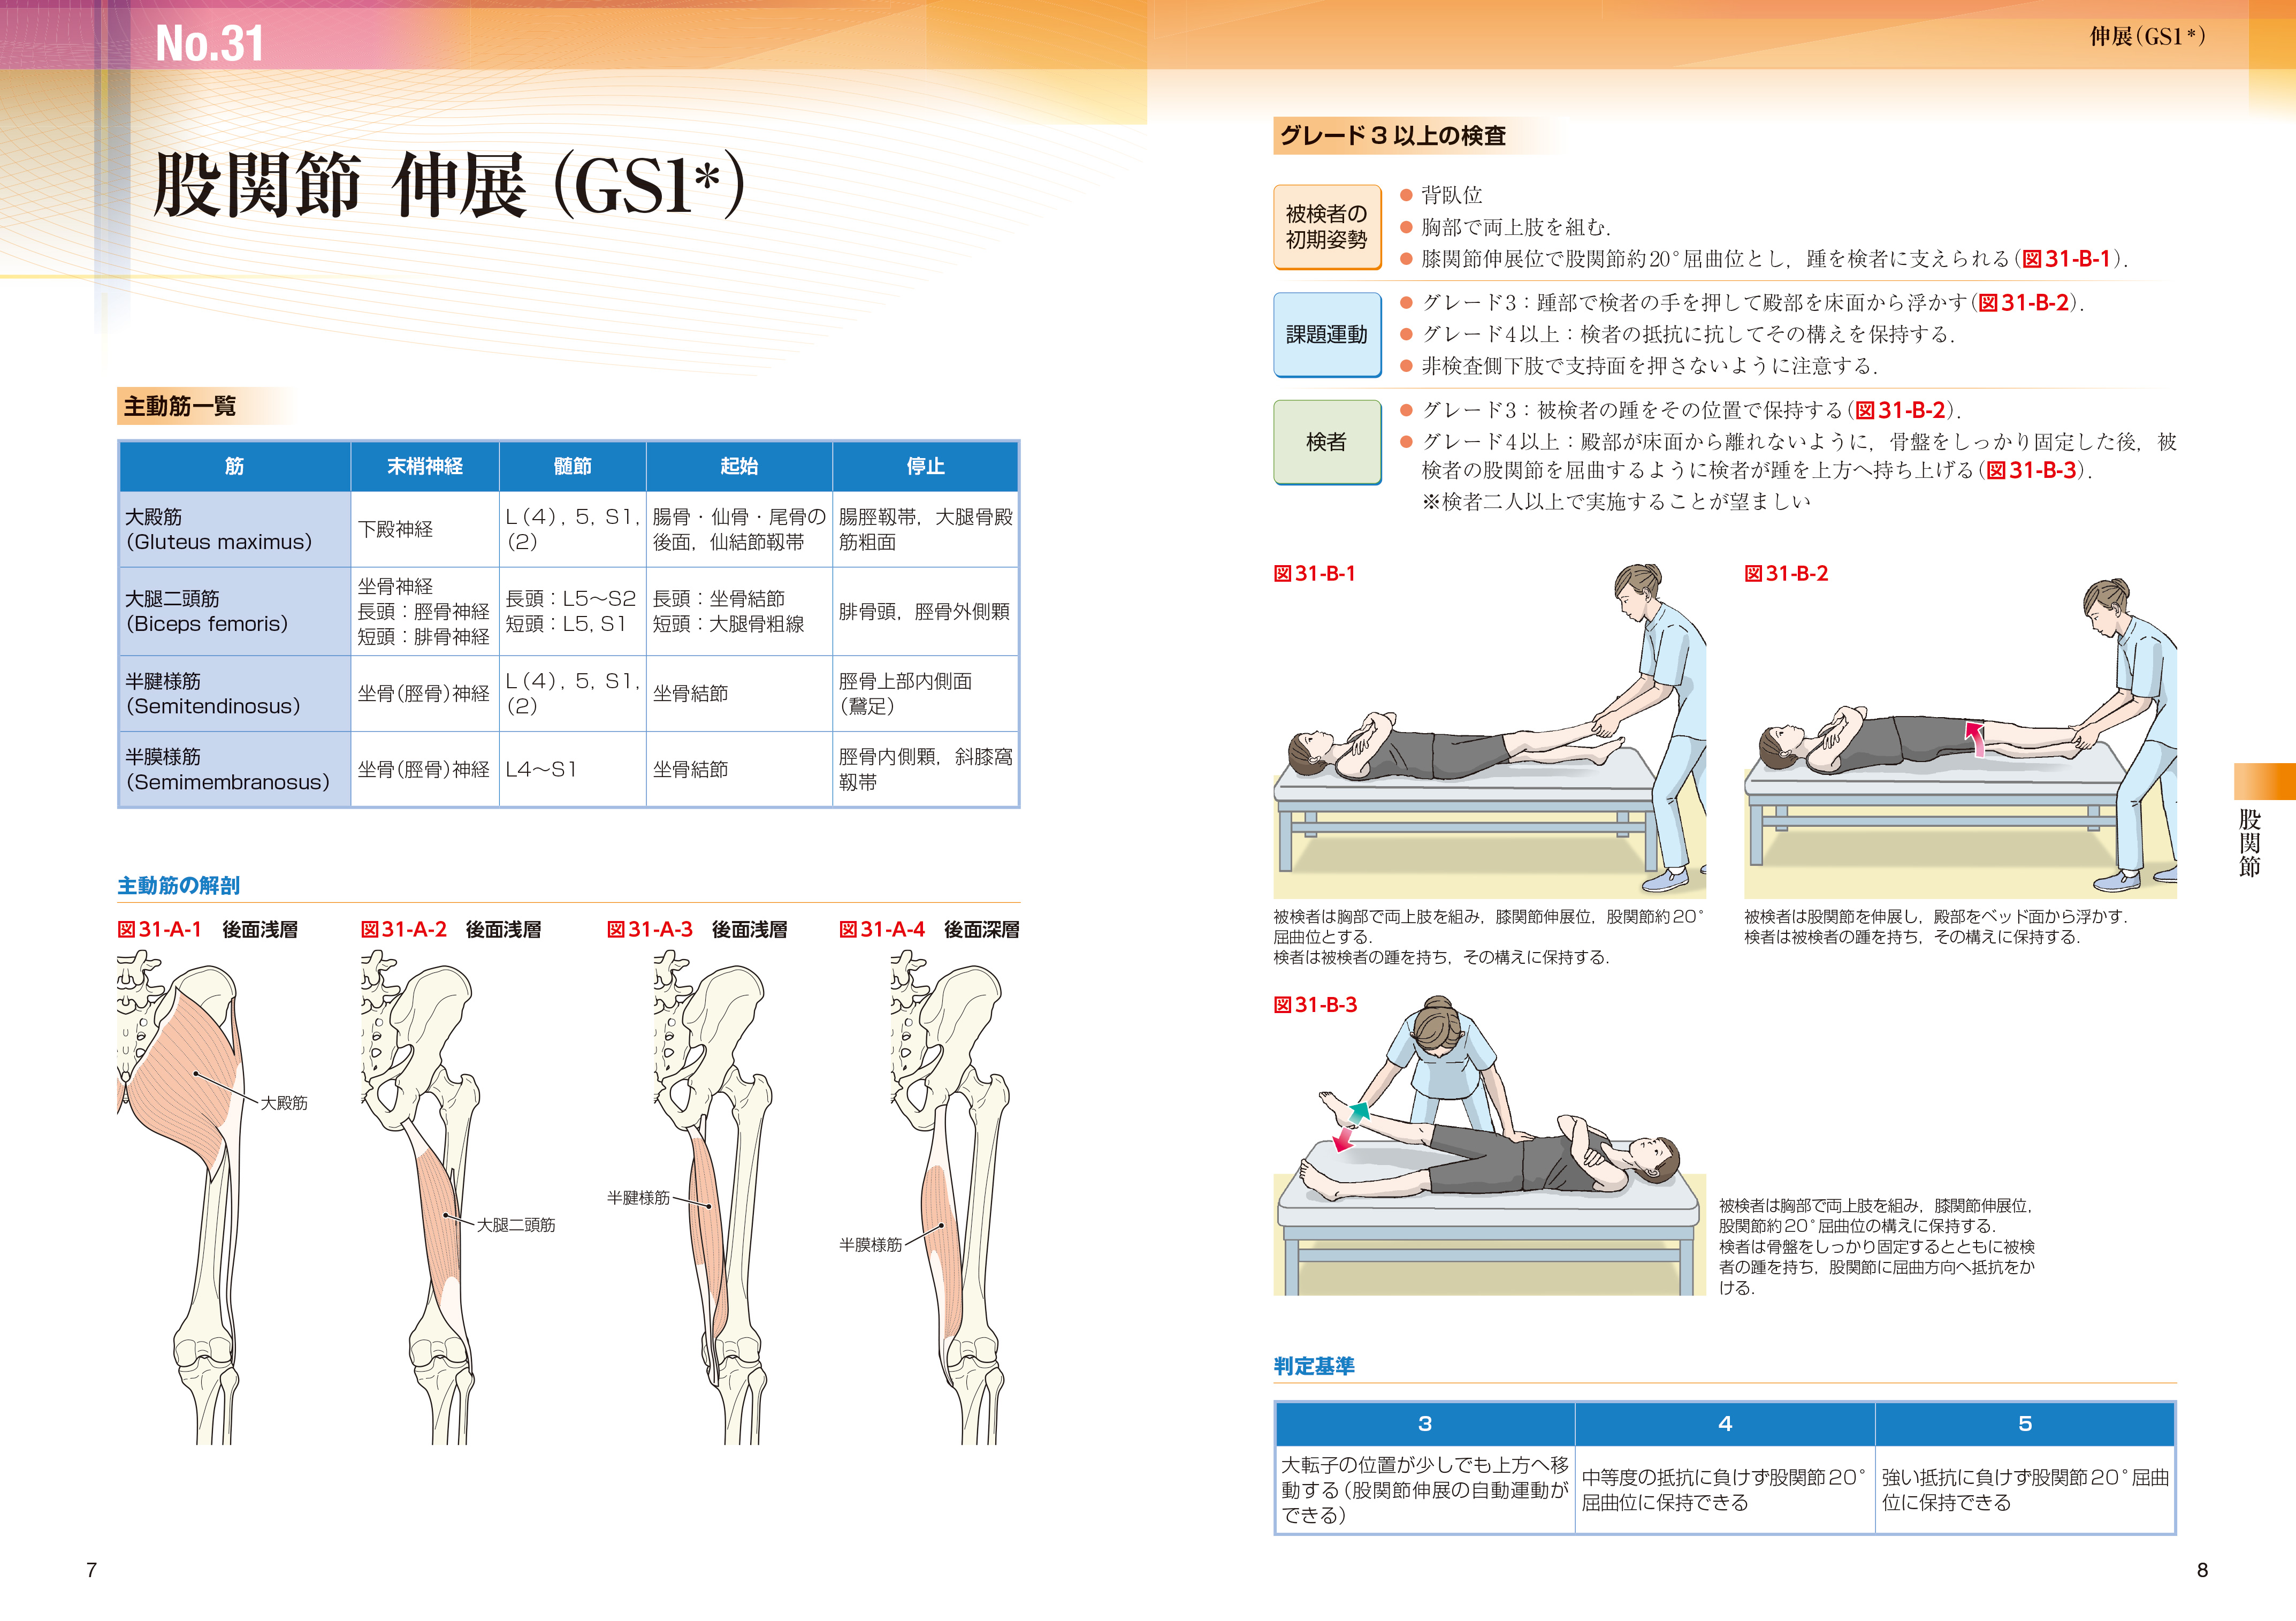 No.31
股関節 伸展（GS1*）
主動筋一覧
筋 末梢神経 髄節 起始 停止
大殿筋
（Gluteus maximus）
下殿神経
L（4），5，S1，
（2）
腸骨・仙骨・尾骨の
後面，仙結節靱帯
腸脛靱帯，大腿骨殿
筋粗面
大腿二頭筋
（Biceps femoris）
坐骨神経
長頭：脛骨神経
短頭：腓骨神経
長頭：L5〜S2
短頭：L5, S1
長頭：坐骨結節
短頭：大腿骨粗線
腓骨頭，脛骨外側顆
半腱様筋
（Semitendinosus）
坐骨（脛骨）神経
L（4），5，S1，
（2）
坐骨結節
脛骨上部内側面
（鵞足）
半膜様筋
（Semimembranosus）
坐骨（脛骨）神経
L4〜S1
坐骨結節
脛骨内側顆，斜膝窩
靱帯
主動筋の解剖
図31-A-1 後面浅層
図31-A-2 後面浅層
図31-A-3 後面浅層
図31-A-4 後面深層
大殿筋
大腿二頭筋
半腱様筋
半膜様筋
7
伸展（GS1*）
グレード3以上の検査
被検者の
初期姿勢
● 背臥位
● 胸部で両上肢を組む．
● 膝関節伸展位で股関節約20°屈曲位とし，踵を検者に支えられる（図31-B-1）．
課題運動
● グレード3：踵部で検者の手を押して殿部を床面から浮かす（図31-B-2）．
● グレード4以上：検者の抵抗に抗してその構えを保持する．
● 非検査側下肢で支持面を押さないように注意する．
検者
● グレード3：被検者の踵をその位置で保持する（図31-B-2）．
● グレード4以上：殿部が床面から離れないように，骨盤をしっかり固定した後，被
検者の股関節を屈曲するように検者が踵を上方へ持ち上げる（図31-B-3）．
※検者二人以上で実施することが望ましい
図31-B-1
被検者は胸部で両上肢を組み，膝関節伸展位，股関節約20°
屈曲位とする．
検者は被検者の踵を持ち，その構えに保持する．
図31-B-2
被検者は股関節を伸展し，殿部をベッド面から浮かす．
検者は被検者の踵を持ち，その構えに保持する．
図31-B-3
被検者は胸部で両上肢を組み，膝関節伸展位，
股関節約20°屈曲位の構えに保持する．
検者は骨盤をしっかり固定するとともに被検
者の踵を持ち，股関節に屈曲方向へ抵抗をか
ける．
判定基準
3 4 5
大転子の位置が少しでも上方へ移
動する（股関節伸展の自動運動が
できる）
中等度の抵抗に負けず股関節20°
屈曲位に保持できる
強い抵抗に負けず股関節20°屈曲
位に保持できる
股関節
8